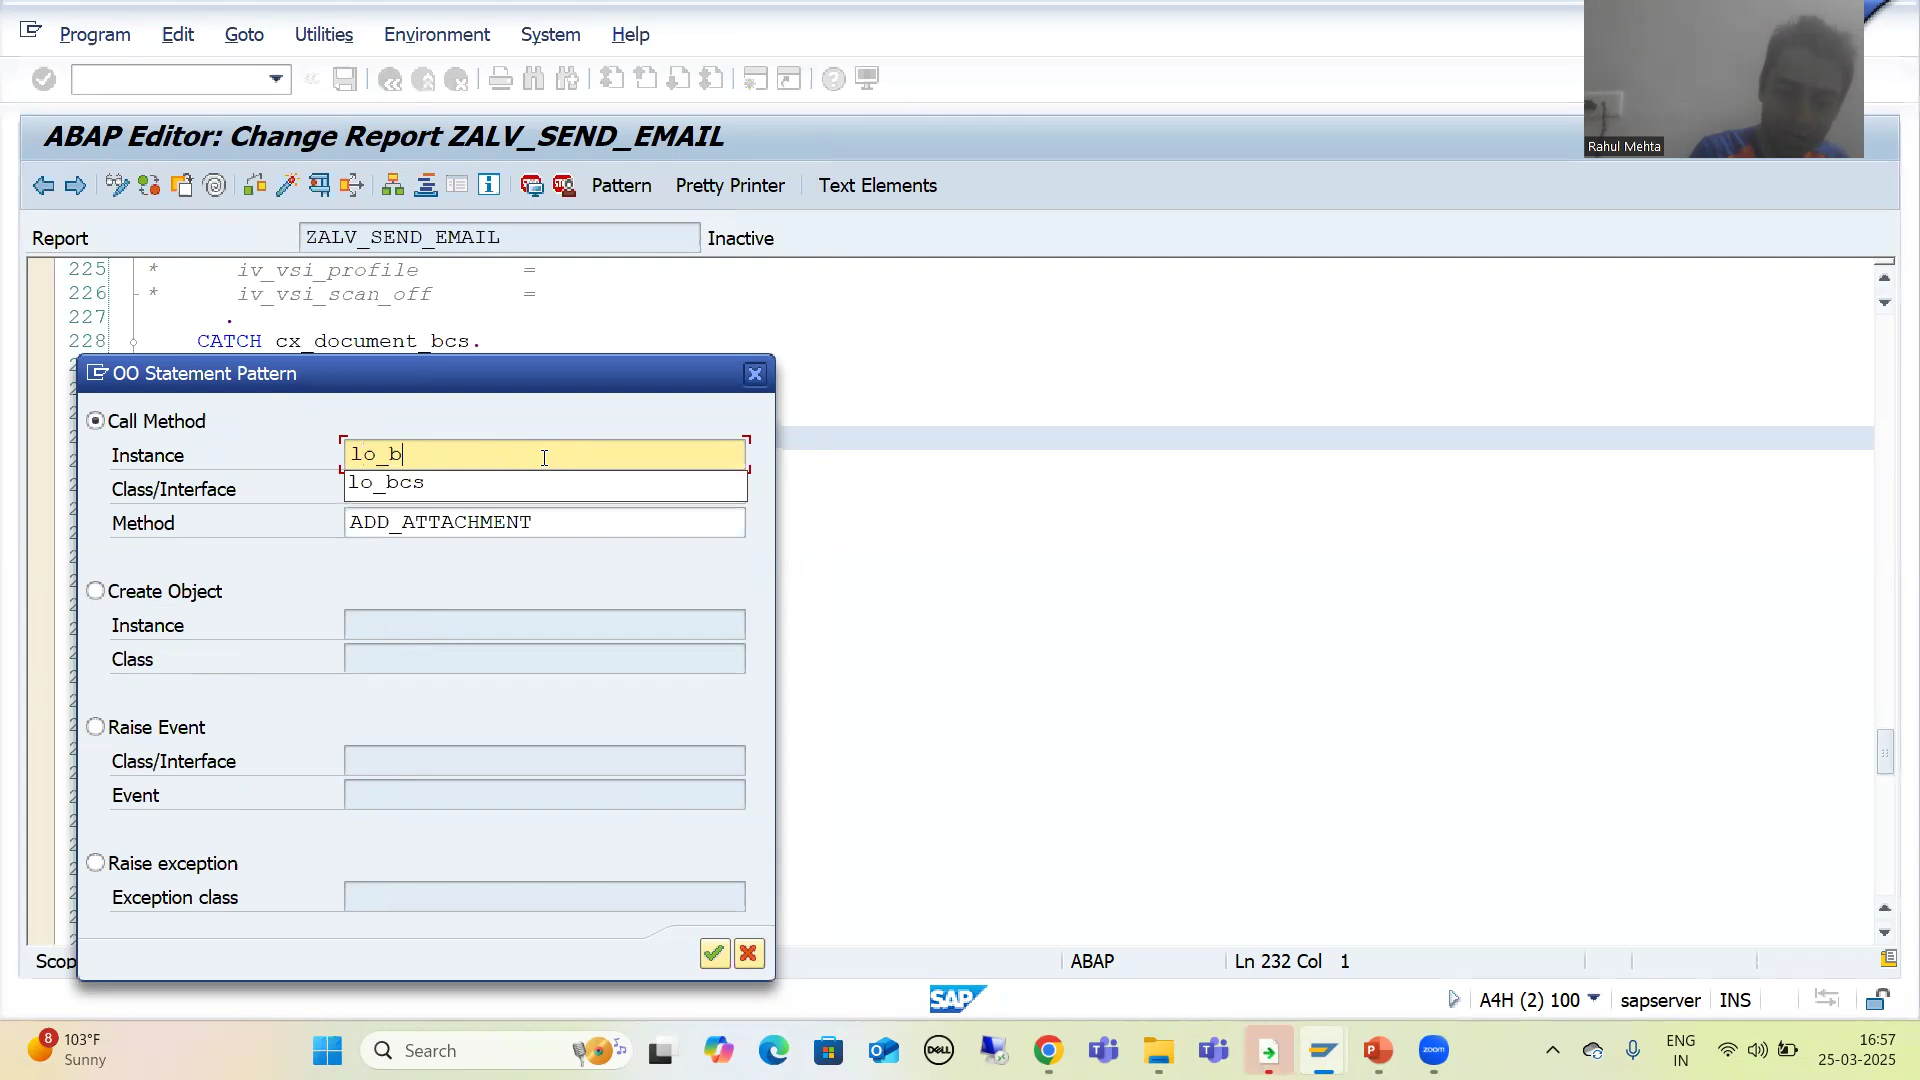 Program Edit Goto Utilities Environment System Help
Rahul Mehta
ABAP Editor: Change Report ZALV_SEND_EMAIL
Pattern Pretty Printer Text Elements
Report ZALV_SEND_EMAIL Inactive
225 * iv_vsi_profile =
226 * iv_vsi_scan_off =
227 .
228 CATCH cx_document_bcs.
OO Statement Pattern
Call Method
Instance lo_b
lo_bcs
Class/Interface
Method ADD_ATTACHMENT
Create Object
Instance
Class
Raise Event
Class/Interface
Event
Raise exception
Exception class
Scop ABAP Ln 232 Col 1
SAP A4H (2) 100 sapserver INS
8 103°F
Sunny
Search
DELL
zoom
ENG
IN
16:57
25-03-2025